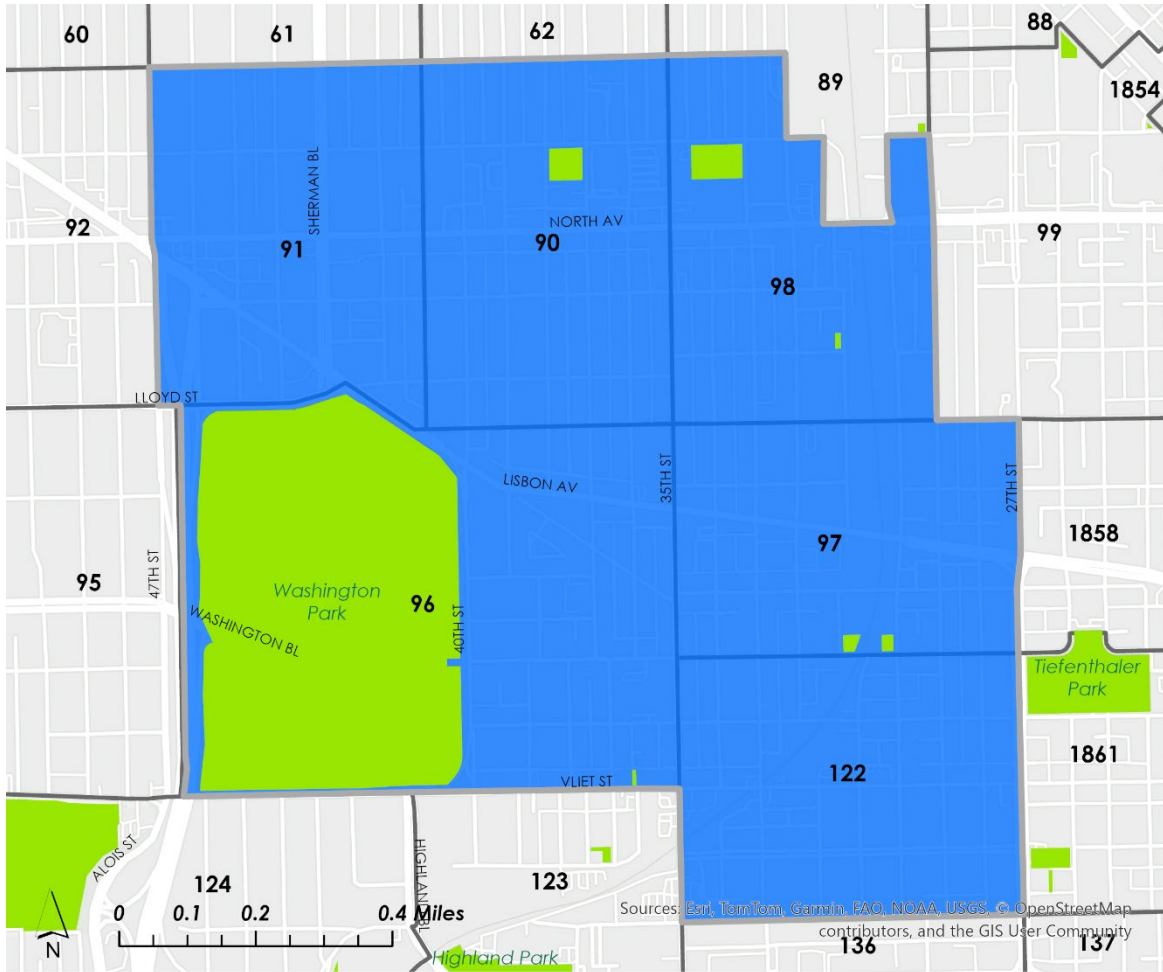 60
61
62
88
89
1854
SHERMAN BL
92
91
NORTH AV
90
99
98
LLOYD ST
LISBON AV
35TH ST
27TH ST
97
1858
47TH ST
95
Washington
Park
96
WASHINGTON BL
40TH ST
Tiefenthaler
Park
122
1861
VLIET ST
ALOIS ST
HIGHLAND BL
124
123
0 0.1 0.2 0.4 Miles
N
Sources: Esri, TomTom, Garmin, FAO, NOAA, USGS, © OpenStreetMap
contributors, and the GIS User Community
136
137
Highland Park